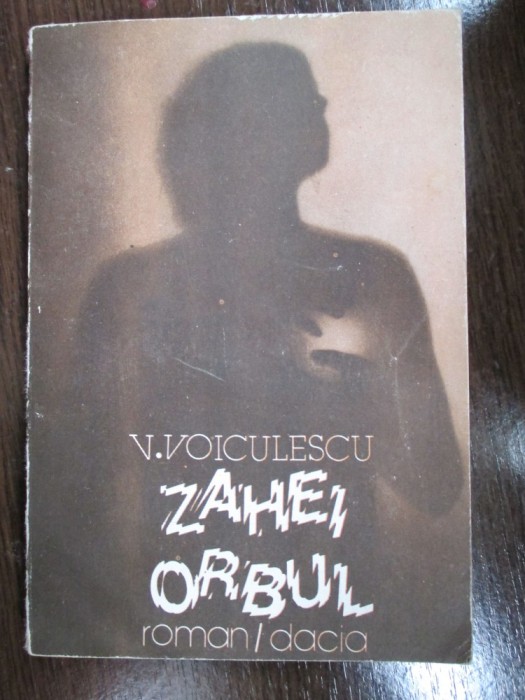 V. VOICULESCU
ZAHEI
ORBUL
roman/dacia